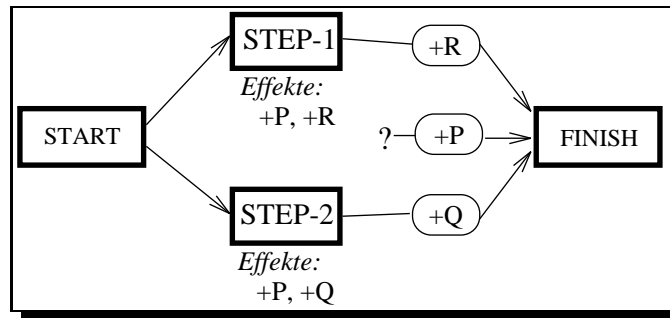 STEP-1
+R
Effekte:
+P, +R
START
?
+P
FINISH
STEP-2
+Q
Effekte:
+P, +Q